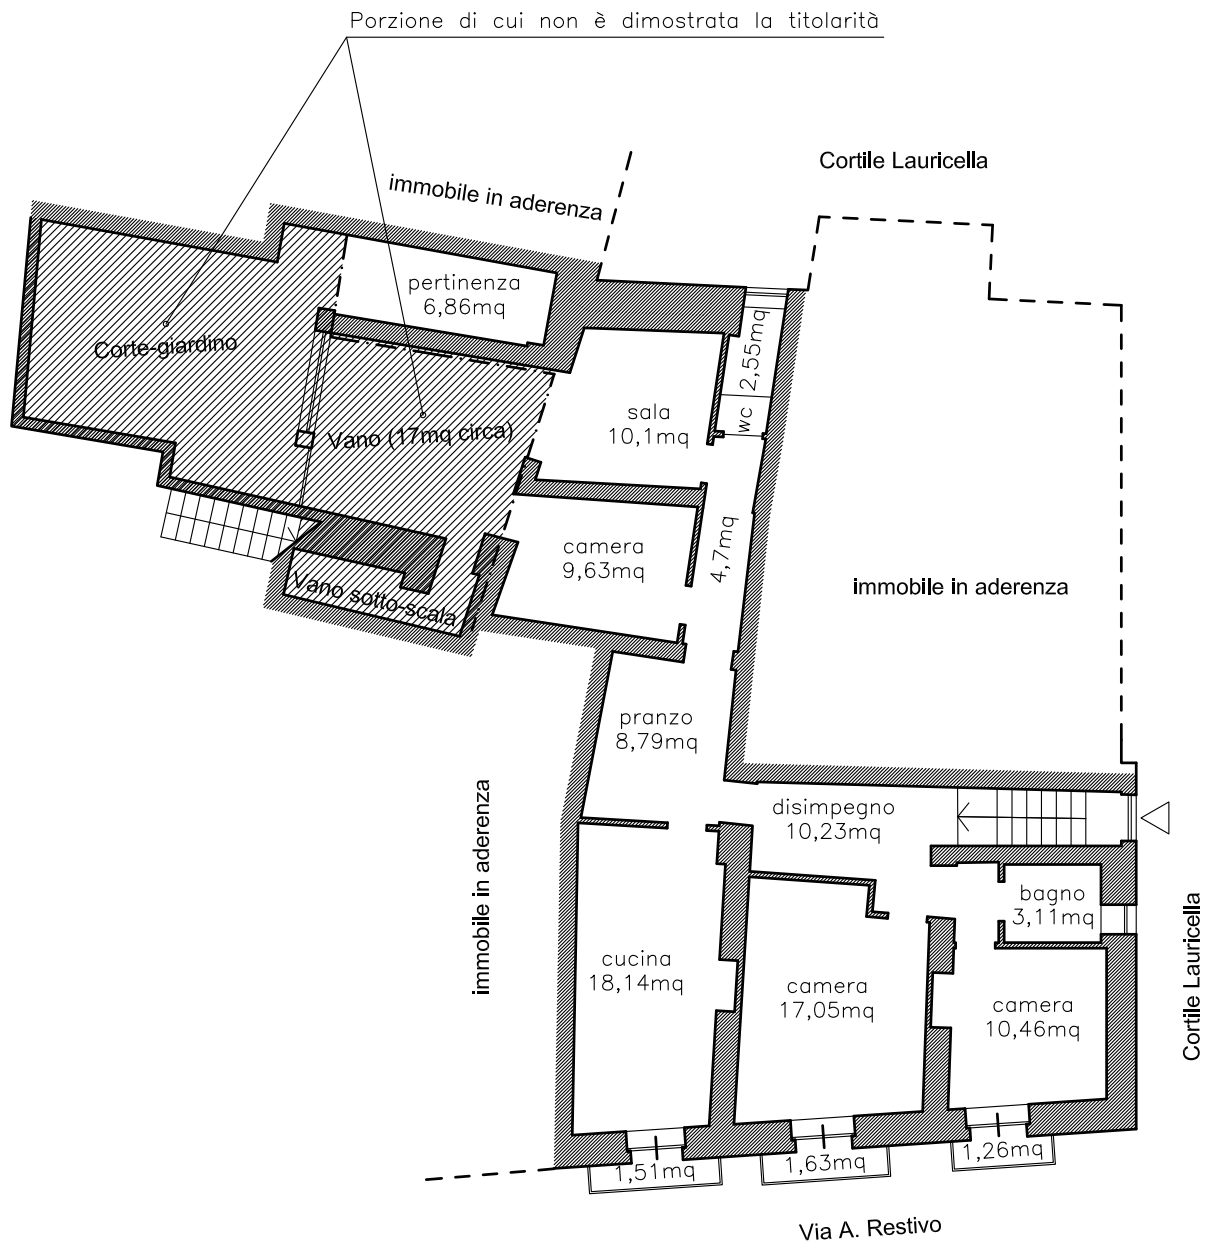 Porzione di cui non è dimostrata la titolarità
Cortile Lauricella
immobile in aderenza
pertinenza
6,86mq
Corte-giardino
Vano (17mq circa)
sala
10,1mq
wc 2,55mq
camera
9,63mq
4,7mq
Vano sotto-scala
immobile in aderenza
pranzo
8,79mq
immobile in aderenza
disimpegno
10,23mq
bagno
3,11mq
cucina
18,14mq
camera
17,05mq
camera
10,46mq
Cortile Lauricella
1,51mq
1,63mq
1,26mq
Via A. Restivo